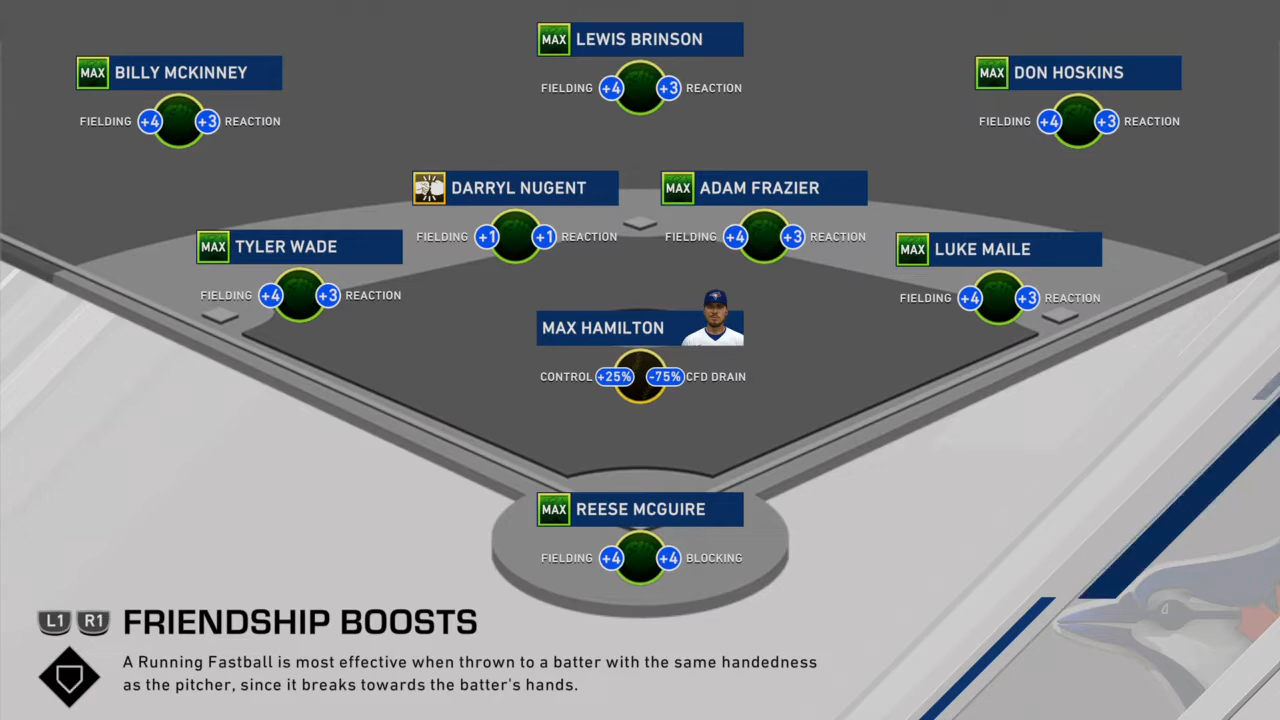 MAX LEWIS BRINSON
FIELDING +4 +3 REACTION
MAX BILLY MCKINNEY
FIELDING +4 +3 REACTION
MAX DON HOSKINS
FIELDING +4 +3 REACTION
DARRYL NUGENT
FIELDING +1 +1 REACTION
MAX ADAM FRAZIER
FIELDING +4 +3 REACTION
MAX TYLER WADE
FIELDING +4 +3 REACTION
MAX LUKE MAILE
FIELDING +4 +3 REACTION
MAX HAMILTON
CONTROL +25% -75% CFD DRAIN
MAX REESE MCGUIRE
FIELDING +4 +4 BLOCKING
L1 R1 FRIENDSHIP BOOSTS
A Running Fastball is most effective when thrown to a batter with the same handedness
as the pitcher, since it breaks towards the batter's hands.